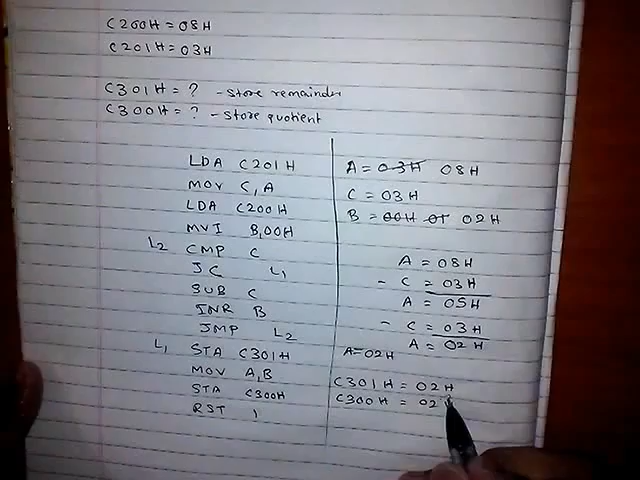 C200H = 08H
C201H = 03H
C301H = ? - Store remainder
C300H = ? - Store quotient
LDA C201H
MOV C,A
LDA C200H
MVI B,00H
L2 CMP C
JC L1
SUB C
INR B
JMP L2
L1 STA C301H
MOV A,B
STA C300H
RST 1
A = 03H 08H
C = 03H
B = 00H 01 02H
A = 08H
- C = 03H
A = 05H
- C = 03H
A = 02H
A=02H
C301H = 02H
C300H = 02